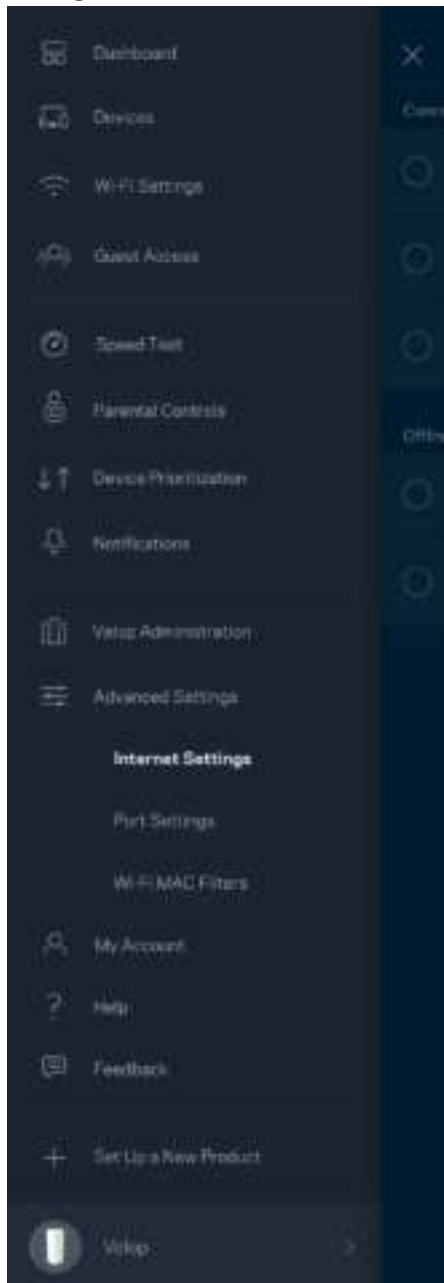 Dashboard
Devices
Wi-Fi Settings
Guest Access
Speed Test
Parental Controls
Device Prioritization
Notifications
Velop Administration
Advanced Settings
Internet Settings
Port Settings
Wi-Fi MAC Filters
My Account
Help
Feedback
Set Up a New Product
Velop